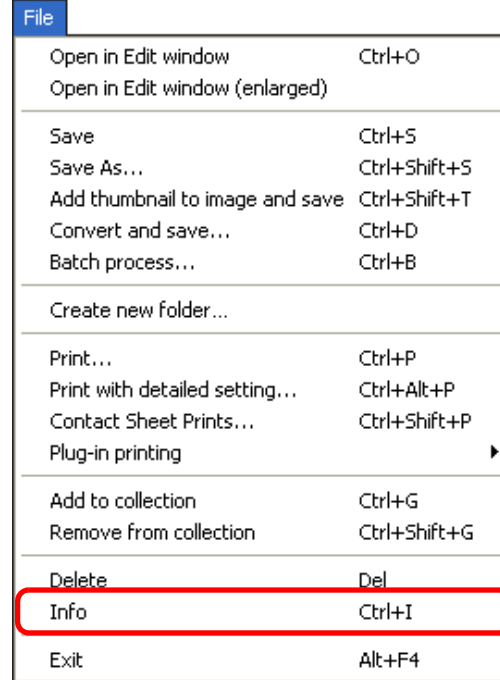 File
Open in Edit window Ctrl+O
Open in Edit window (enlarged)
Save Ctrl+S
Save As... Ctrl+Shift+S
Add thumbnail to image and save Ctrl+Shift+T
Convert and save... Ctrl+D
Batch process... Ctrl+B
Create new folder...
Print... Ctrl+P
Print with detailed setting... Ctrl+Alt+P
Contact Sheet Prints... Ctrl+Shift+P
Plug-in printing
Add to collection Ctrl+G
Remove from collection Ctrl+Shift+G
Delete Del
Info Ctrl+I
Exit Alt+F4